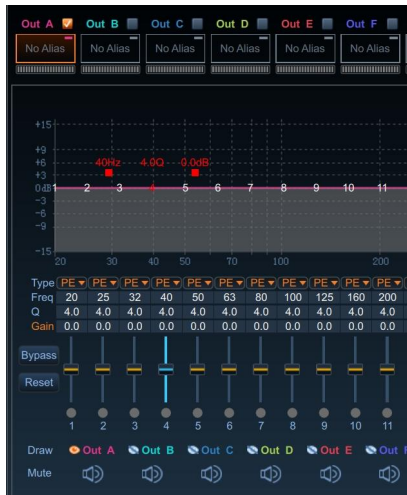 Out A Out B Out C Out D Out E Out F
No Alias No Alias No Alias No Alias No Alias No Alias
+15
+9
+6 40Hz 4.0Q 0.0dB
+3
0dB 1 2 3 4 5 6 7 8 9 10 11
-3
-6
-9
-15
20 30 40 50 70 100 200
Type PE PE PE PE PE PE PE PE PE PE PE
Freq 20 25 32 40 50 63 80 100 125 160 200
Q 4.0 4.0 4.0 4.0 4.0 4.0 4.0 4.0 4.0 4.0 4.0
Gain 0.0 0.0 0.0 0.0 0.0 0.0 0.0 0.0 0.0 0.0 0.0
Bypass
Reset
1 2 3 4 5 6 7 8 9 10 11
Draw Out A Out B Out C Out D Out E Out F
Mute